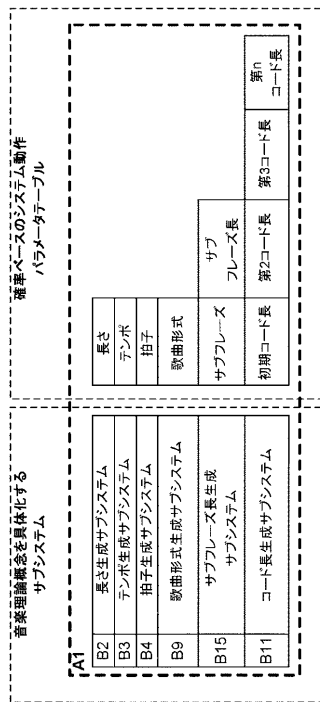 音楽理論概念を具体化する
サブシステム
確率ベースのシステム動作
パラメータテーブル
A1
B2 長さ生成サブシステム 長さ
B3 テンポ生成サブシステム テンポ
B4 拍子生成サブシステム 拍子
B9 歌曲形式生成サブシステム 歌曲形式
B15 サブフレーズ長生成
サブシステム
サブフレーズ
サブ
フレーズ長
B11 コード長生成サブシステム 初期コード長 第2コード長 第3コード長 第n
コード長